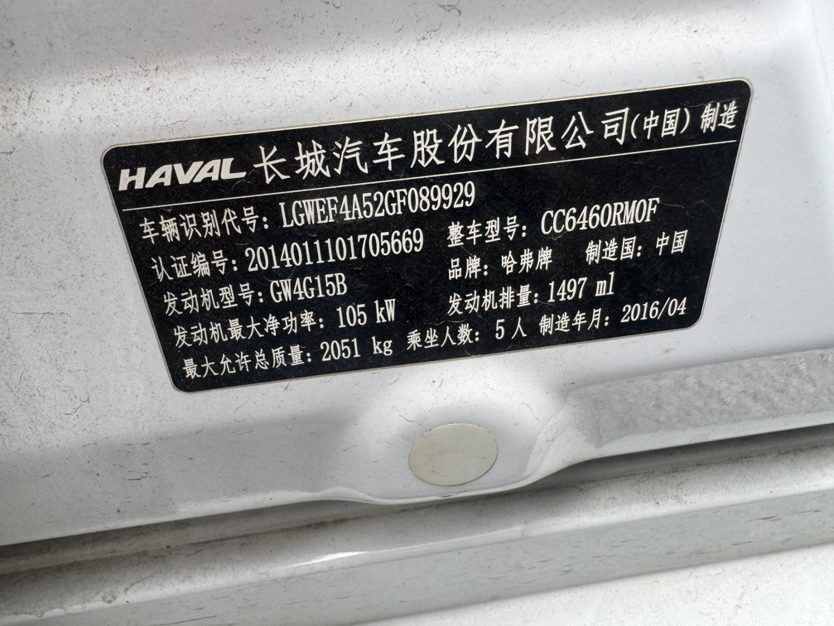 HAVAL 长城汽车股份有限公司(中国)制造
车辆识别代号: LGWEF4A52GF089929
认证编号: 2014011101705669 整车型号: CC6460RM0F
发动机型号: GW4G15B 品牌: 哈弗牌 制造国: 中国
发动机最大净功率: 105 kW 发动机排量: 1497 ml
最大允许总质量: 2051 kg 乘坐人数: 5人 制造年月: 2016/04